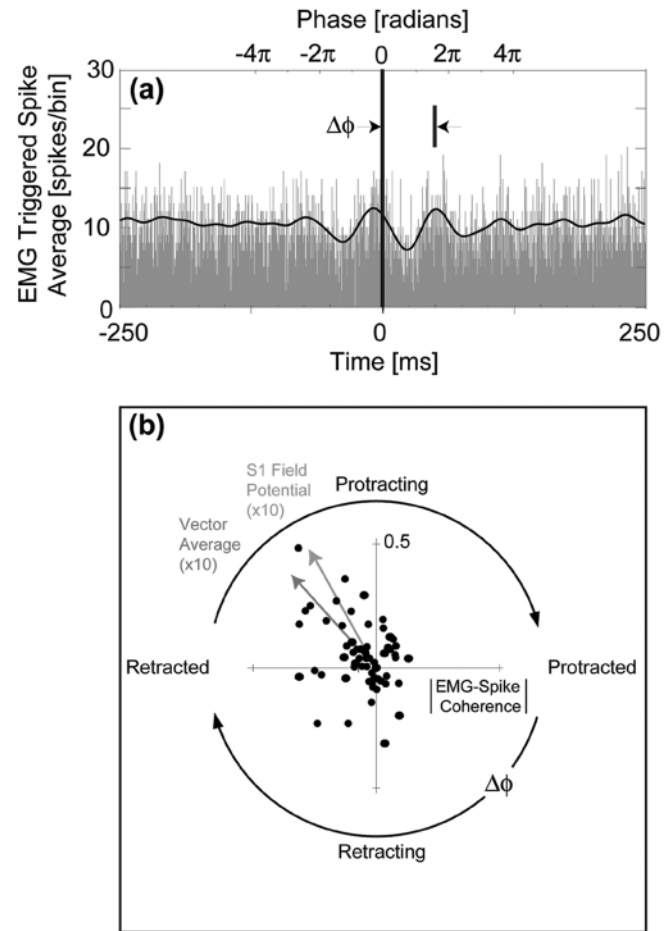 Phase [radians]
-4π -2π 0 2π 4π
(a)
30
20
10
0
EMG Triggered Spike
Average [spikes/bin]
Δϕ
-250 0 250
Time [ms]
(b)
S1 Field
Potential
(x10)
Vector
Average
(x10)
Protracting
0.5
Retracted
Protracted
EMG-Spike
Coherence
Δϕ
Retracting